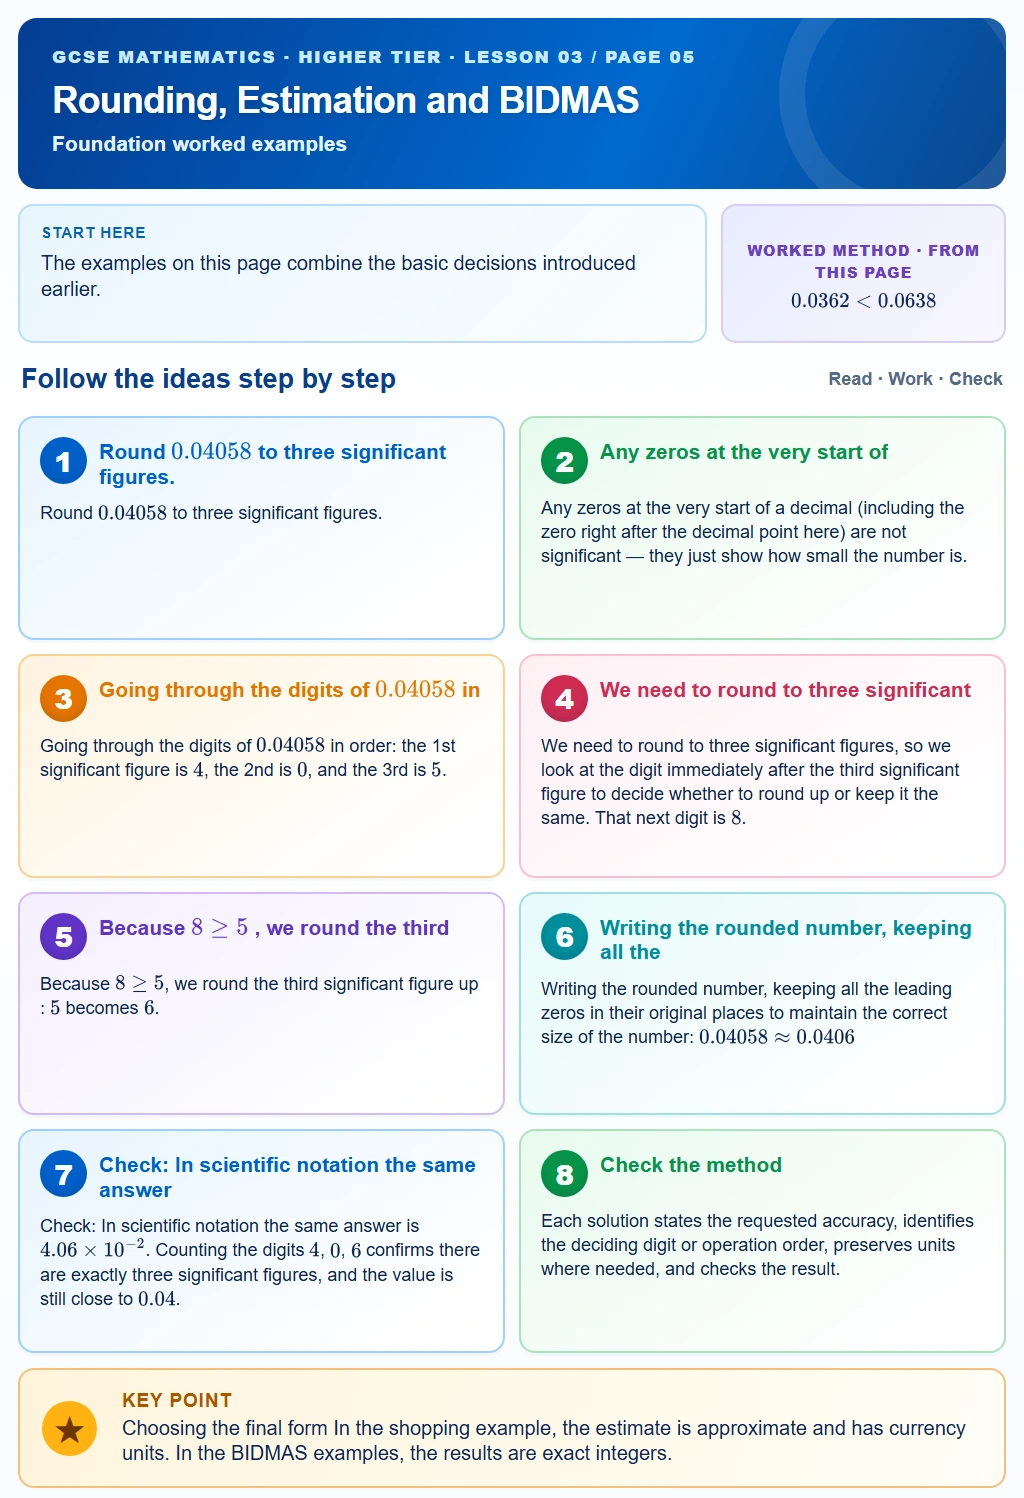 GCSE MATHEMATICS · HIGHER TIER · LESSON 03 / PAGE 05
Rounding, Estimation and BIDMAS
Foundation worked examples
START HERE
The examples on this page combine the basic decisions introduced
earlier.
WORKED METHOD · FROM
THIS PAGE
0.0362 < 0.0638
Follow the ideas step by step
Read · Work · Check
1
Round 0.04058 to three significant
figures.
Round 0.04058 to three significant figures.
2
Any zeros at the very start of
Any zeros at the very start of a decimal (including the
zero right after the decimal point here) are not
significant — they just show how small the number is.
3
Going through the digits of 0.04058 in
Going through the digits of 0.04058 in order: the 1st
significant figure is 4, the 2nd is 0, and the 3rd is 5.
4
We need to round to three significant
We need to round to three significant figures, so we
look at the digit immediately after the third significant
figure to decide whether to round up or keep it the
same. That next digit is 8.
5
Because 8 ≥ 5 , we round the third
Because 8 ≥ 5, we round the third significant figure up
: 5 becomes 6.
6
Writing the rounded number, keeping
all the
Writing the rounded number, keeping all the leading
zeros in their original places to maintain the correct
size of the number: 0.04058 ≈ 0.0406
7
Check: In scientific notation the same
answer
Check: In scientific notation the same answer is
4.06 × 10⁻². Counting the digits 4, 0, 6 confirms there
are exactly three significant figures, and the value is
still close to 0.04.
8
Check the method
Each solution states the requested accuracy, identifies
the deciding digit or operation order, preserves units
where needed, and checks the result.
KEY POINT
Choosing the final form In the shopping example, the estimate is approximate and has currency
units. In the BIDMAS examples, the results are exact integers.